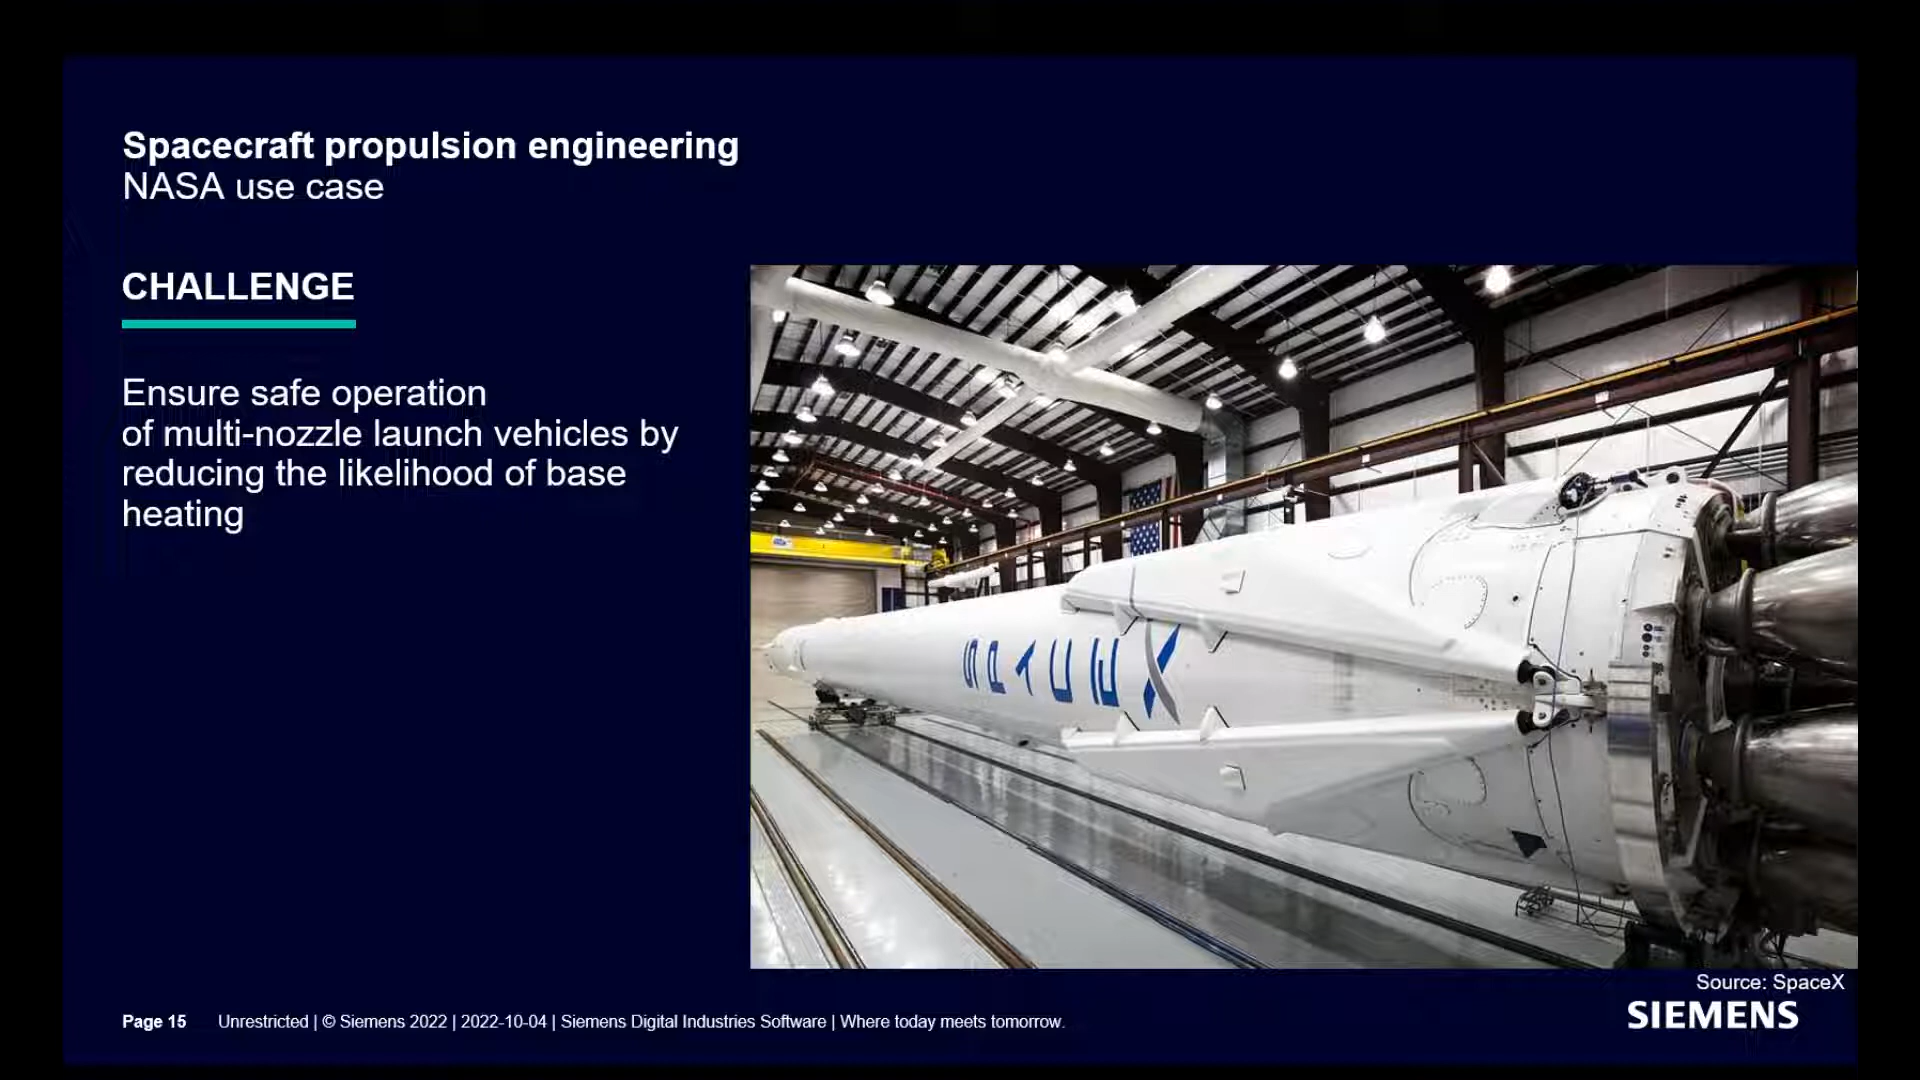 Spacecraft propulsion engineering
NASA use case
CHALLENGE
Ensure safe operation
of multi-nozzle launch vehicles by
reducing the likelihood of base
heating
SPACEX
Source: SpaceX
Page 15 Unrestricted | © Siemens 2022 | 2022-10-04 | Siemens Digital Industries Software | Where today meets tomorrow.
SIEMENS